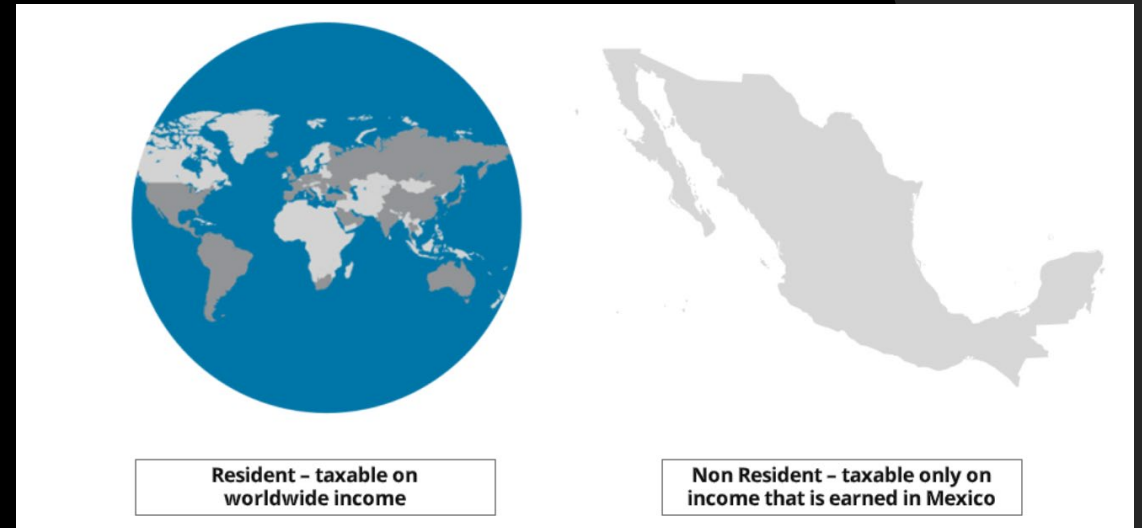 Resident – taxable on
worldwide income
Non Resident – taxable only on
income that is earned in Mexico